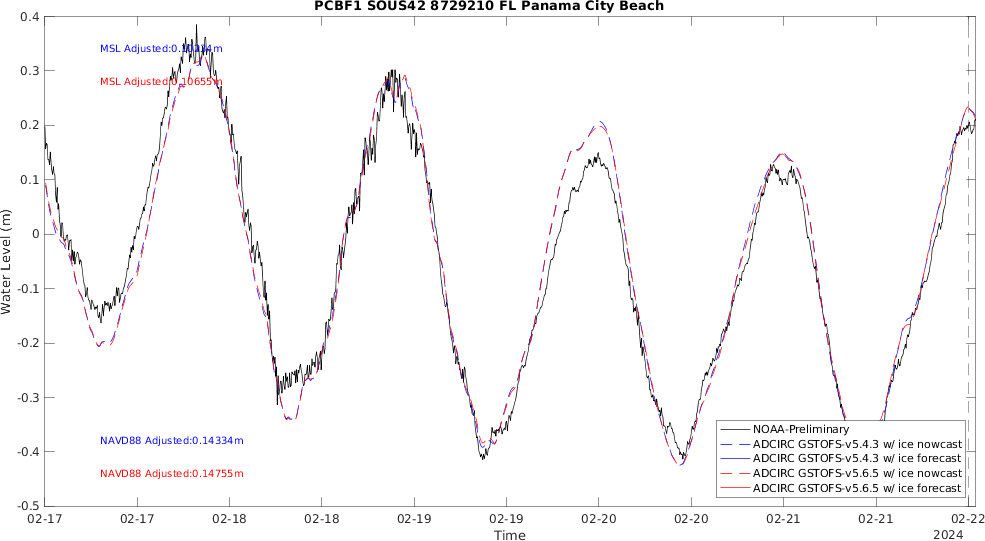 PCBF1 SOUS42 8729210 FL Panama City Beach
0.4
0.3
0.2
0.1
0
-0.1
-0.2
-0.3
-0.4
-0.5
Water Level (m)
MSL Adjusted:
MSL Adjusted:0.10655m
NAVD88 Adjusted:0.14334m
NAVD88 Adjusted:0.14755m
NOAA-Preliminary
ADCIRC GSTOFS-v5.4.3 w/ ice nowcast
ADCIRC GSTOFS-v5.4.3 w/ ice forecast
ADCIRC GSTOFS-v5.6.5 w/ ice nowcast
ADCIRC GSTOFS-v5.6.5 w/ ice forecast
02-17 02-17 02-18 02-18 02-19 02-19 02-20 02-20 02-21 02-21 02-22
Time 2024